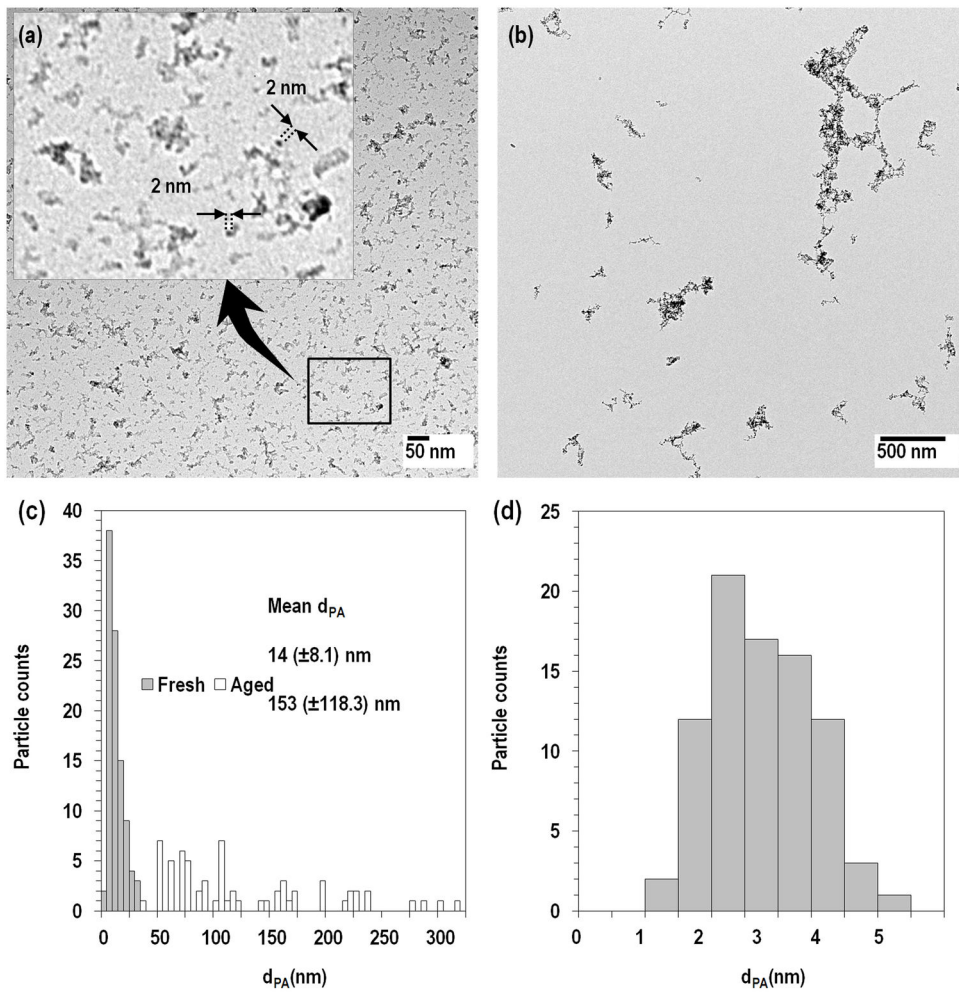 (a)
2 nm
2 nm
50 nm
(b)
500 nm
(c)
40
35
30
25
20
15
10
5
0
Particle counts
Mean dPA
14 (±8.1) nm
Fresh Aged
153 (±118.3) nm
0 50 100 150 200 250 300
dPA(nm)
(d)
25
20
15
10
5
0
Particle counts
0 1 2 3 4 5
dPA(nm)